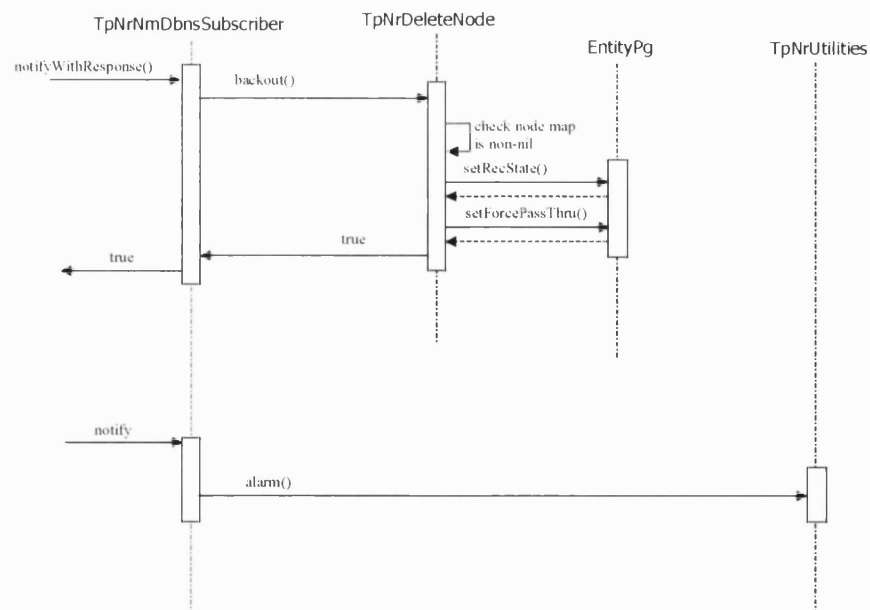 TpNrNmDbnsSubscriber
TpNrDeleteNode
EntityPg
TpNrUtilities
notifyWithResponse()
backout()
check node map
is non-nil
setRecState()
setForcePassThru()
true
true
notify
alarm()